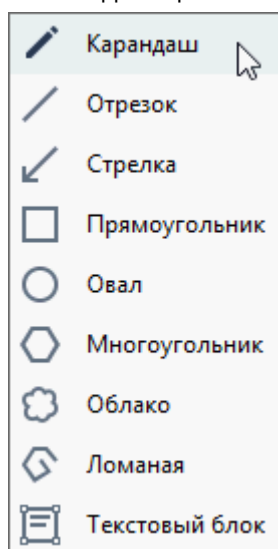 Карандаш
Отрезок
Стрелка
Прямоугольник
Овал
Многоугольник
Облако
Ломаная
Текстовый блок